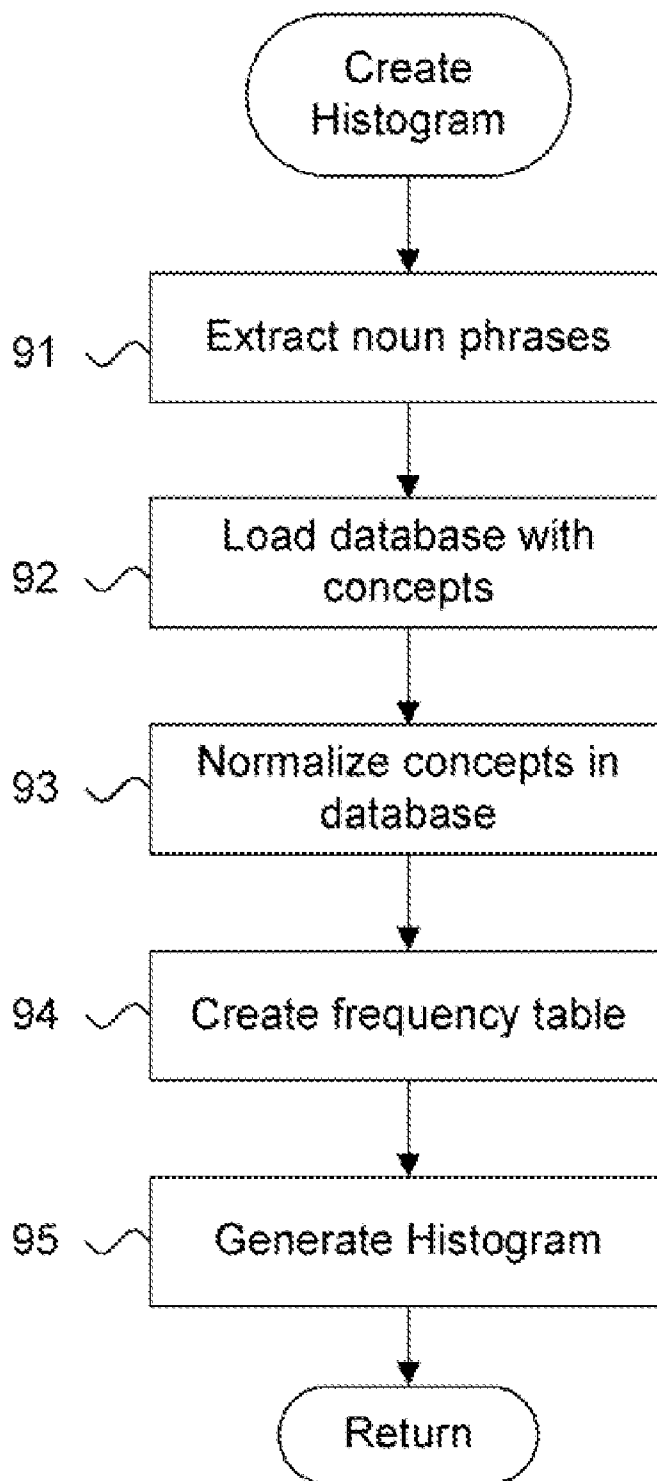 Create
Histogram
91
Extract noun phrases
92
Load database with
concepts
93
Normalize concepts in
database
94
Create frequency table
95
Generate Histogram
Return